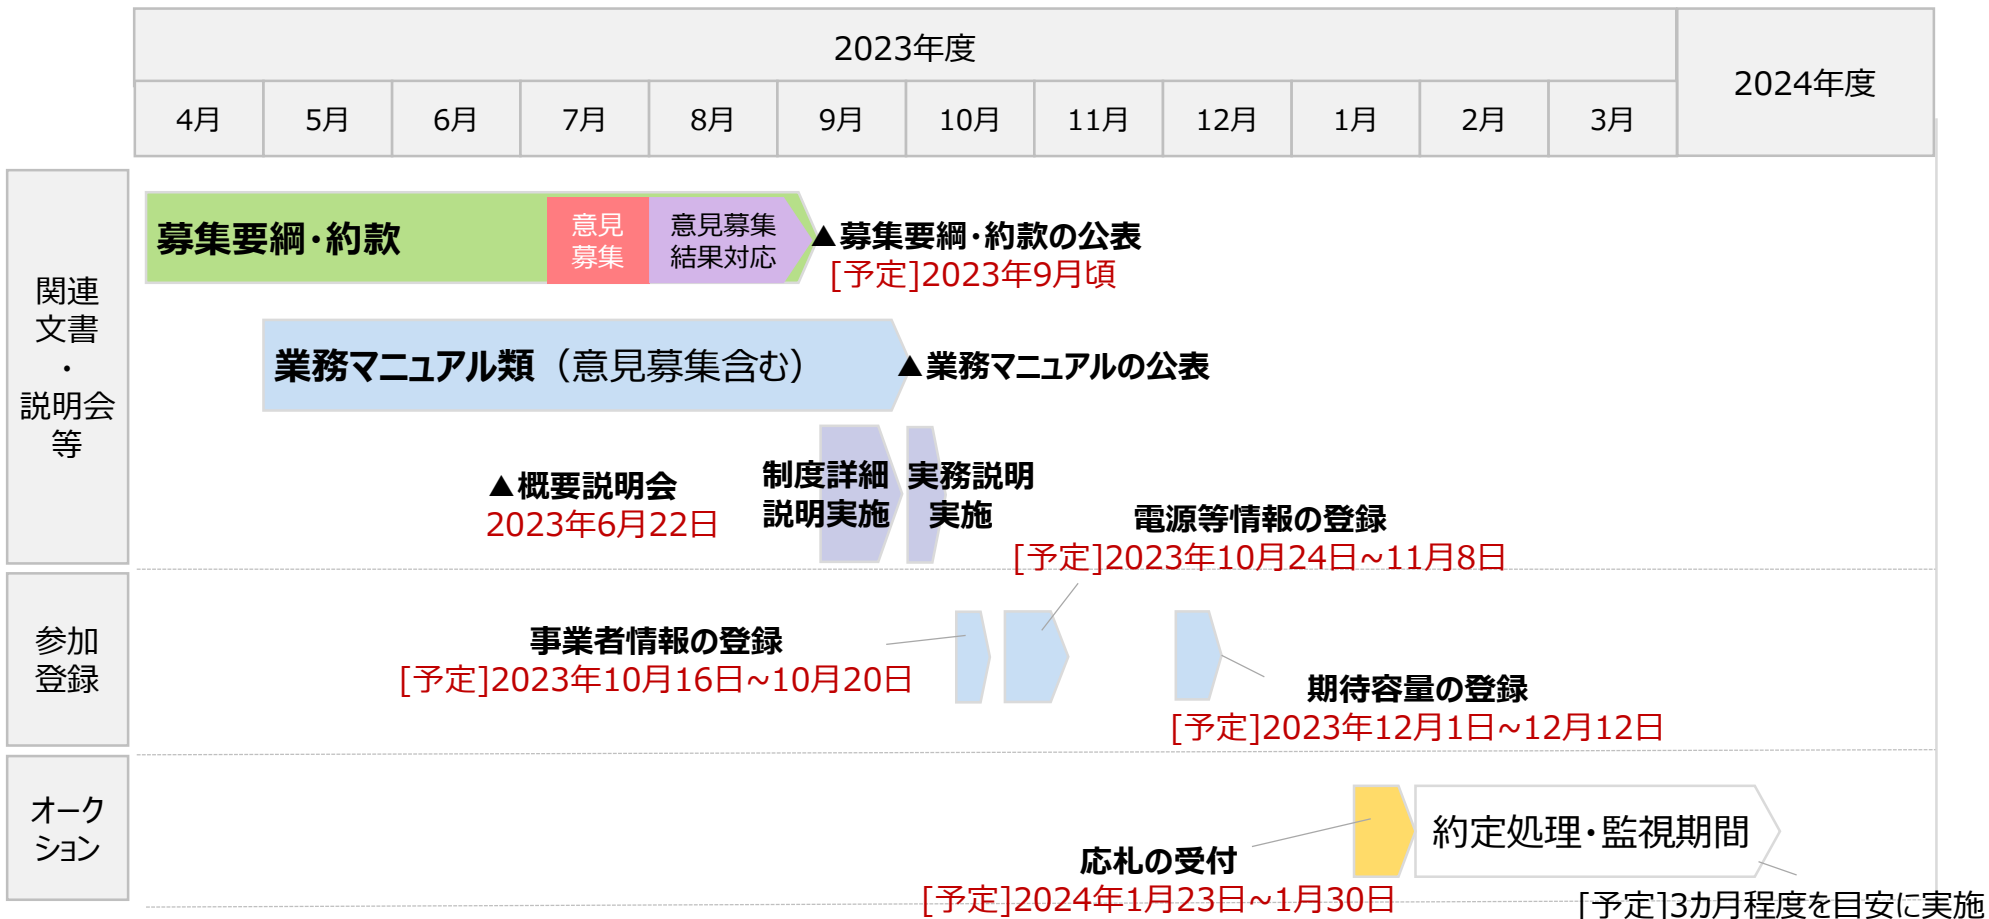 2023年度
2024年度
4月
5月
6月
7月
8月
9月
10月
11月
12月
1月
2月
3月
関連
文書
・
説明会
等
募集要綱・約款
意見
募集
意見募集
結果対応
▲募集要綱・約款の公表
[予定]2023年9月頃
業務マニュアル類（意見募集含む）
▲業務マニュアルの公表
▲概要説明会
2023年6月22日
制度詳細
説明実施
実務説明
実施
電源等情報の登録
[予定]2023年10月24日~11月8日
参加
登録
事業者情報の登録
[予定]2023年10月16日~10月20日
期待容量の登録
[予定]2023年12月1日~12月12日
オーク
ション
応札の受付
[予定]2024年1月23日~1月30日
約定処理・監視期間
[予定]3カ月程度を目安に実施